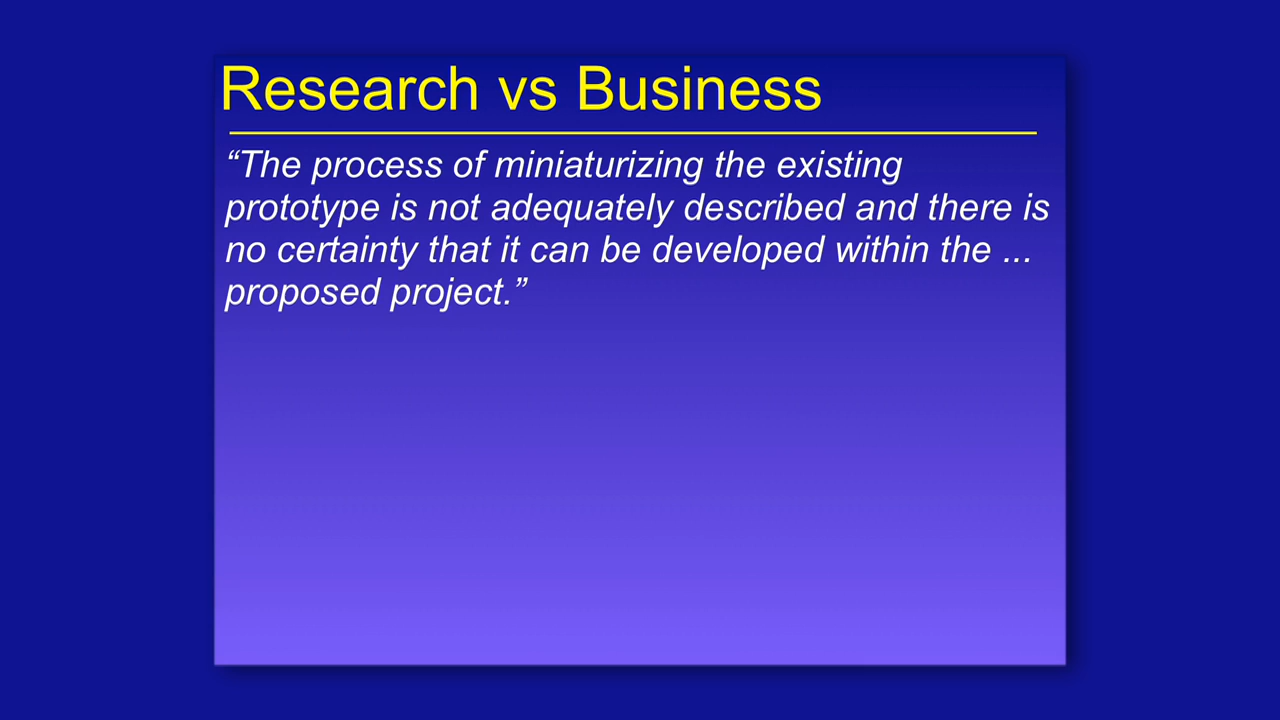 Research vs Business
“The process of miniaturizing the existing
prototype is not adequately described and there is
no certainty that it can be developed within the ...
proposed project.”